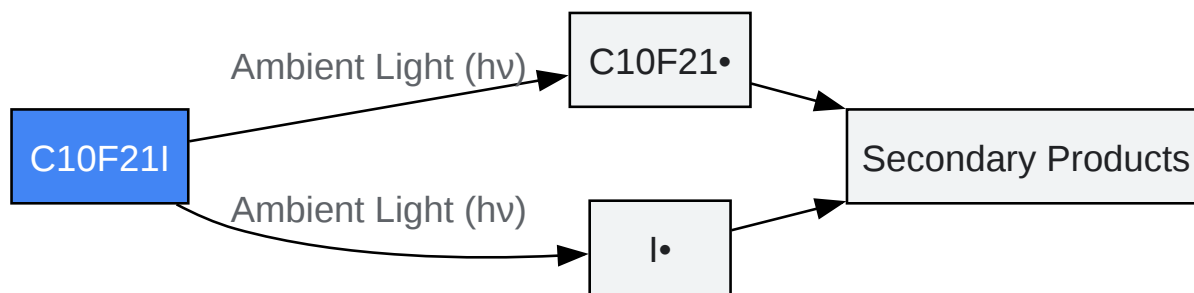 Ambient Light (hν)
C10F21•
C10F21I
Secondary Products
Ambient Light (hν)
I•